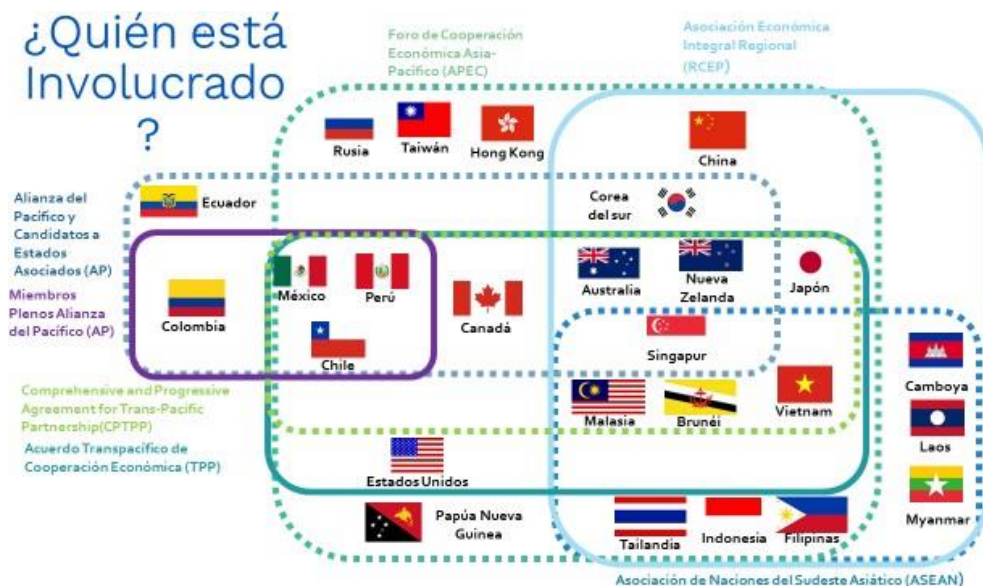 ¿Quién está
Involucrado
?
Foro de Cooperación
Económica Asia-
Pacífico (APEC)
Asociación Económica
Integral Regional
(RCEP)
Rusia
Taiwán
Hong Kong
China
Alianza del
Pacífico y
Candidatos a
Estados
Asociados (AP)
Ecuador
Corea
del sur
Miembros
Plenos Alianza
del Pacífico (AP)
Colombia
México
Perú
Chile
Canadá
Australia
Nueva
Zelanda
Japón
Singapur
Camboya
Comprehensive and Progressive
Agreement for Trans-Pacific
Partnership(CPTPP)
Malasia
Brunéi
Vietnam
Laos
Acuerdo Transpacífico de
Cooperación Económica (TPP)
Estados Unidos
Myanmar
Papúa Nueva
Guinea
Tailandia
Indonesia
Filipinas
Asociación de Naciones del Sudeste Asiático (ASEAN)